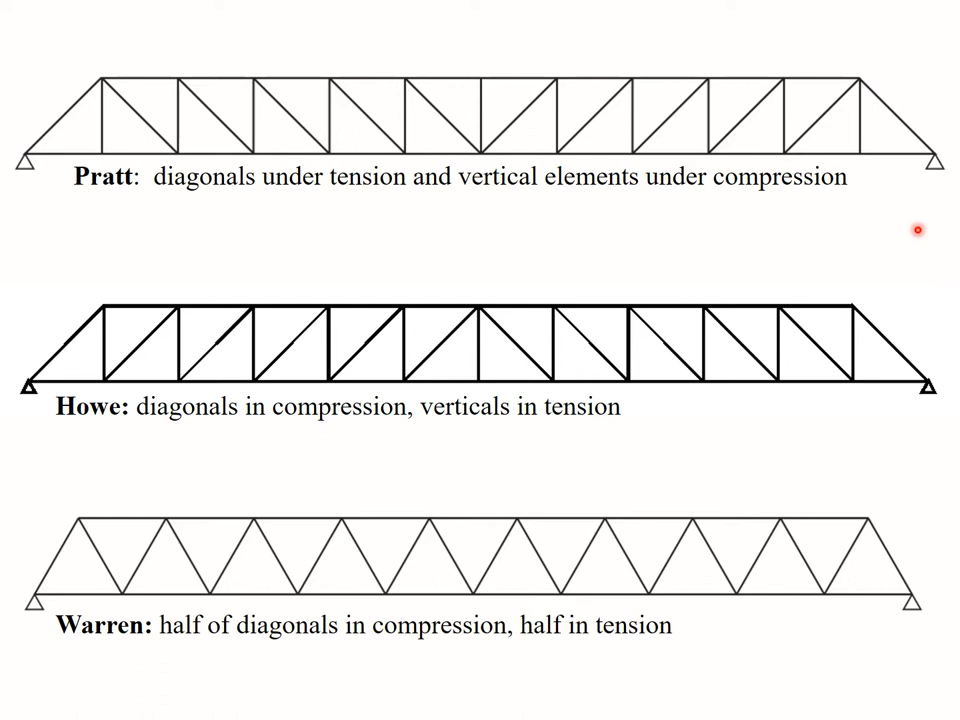 Pratt: diagonals under tension and vertical elements under compression
Howe: diagonals in compression, verticals in tension
Warren: half of diagonals in compression, half in tension